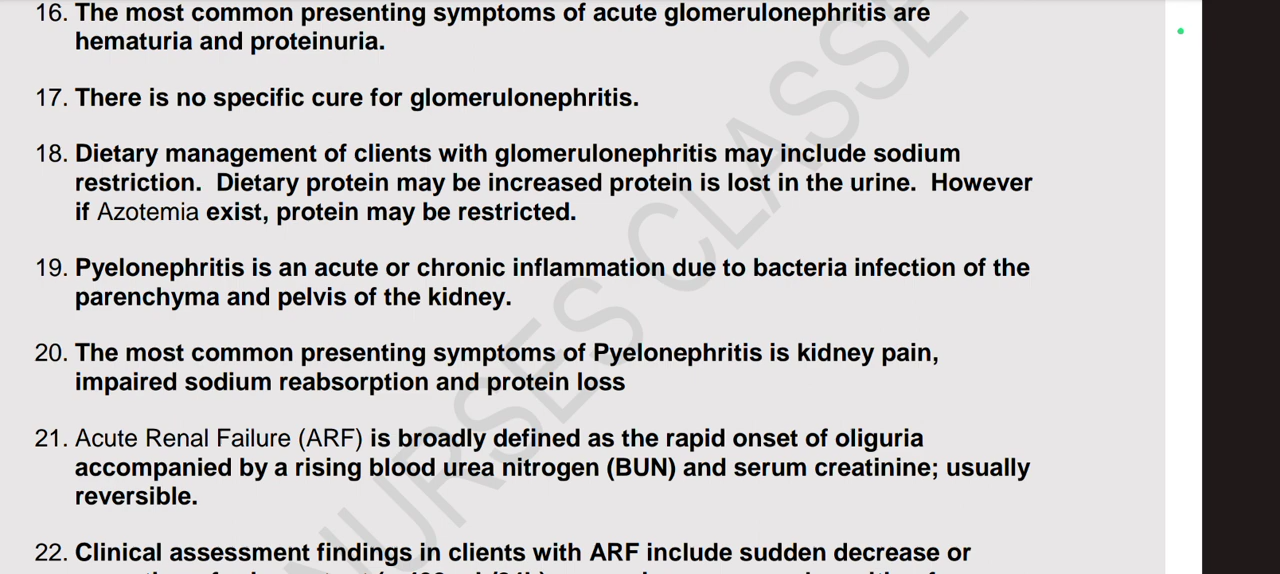 16. The most common presenting symptoms of acute glomerulonephritis are
hematuria and proteinuria.
17. There is no specific cure for glomerulonephritis.
18. Dietary management of clients with glomerulonephritis may include sodium
restriction.  Dietary protein may be increased protein is lost in the urine.  However
if Azotemia exist, protein may be restricted.
19. Pyelonephritis is an acute or chronic inflammation due to bacteria infection of the
parenchyma and pelvis of the kidney.
20. The most common presenting symptoms of Pyelonephritis is kidney pain,
impaired sodium reabsorption and protein loss
21. Acute Renal Failure (ARF) is broadly defined as the rapid onset of oliguria
accompanied by a rising blood urea nitrogen (BUN) and serum creatinine; usually
reversible.
22. Clinical assessment findings in clients with ARF include sudden decrease or
NURSES CLASSE